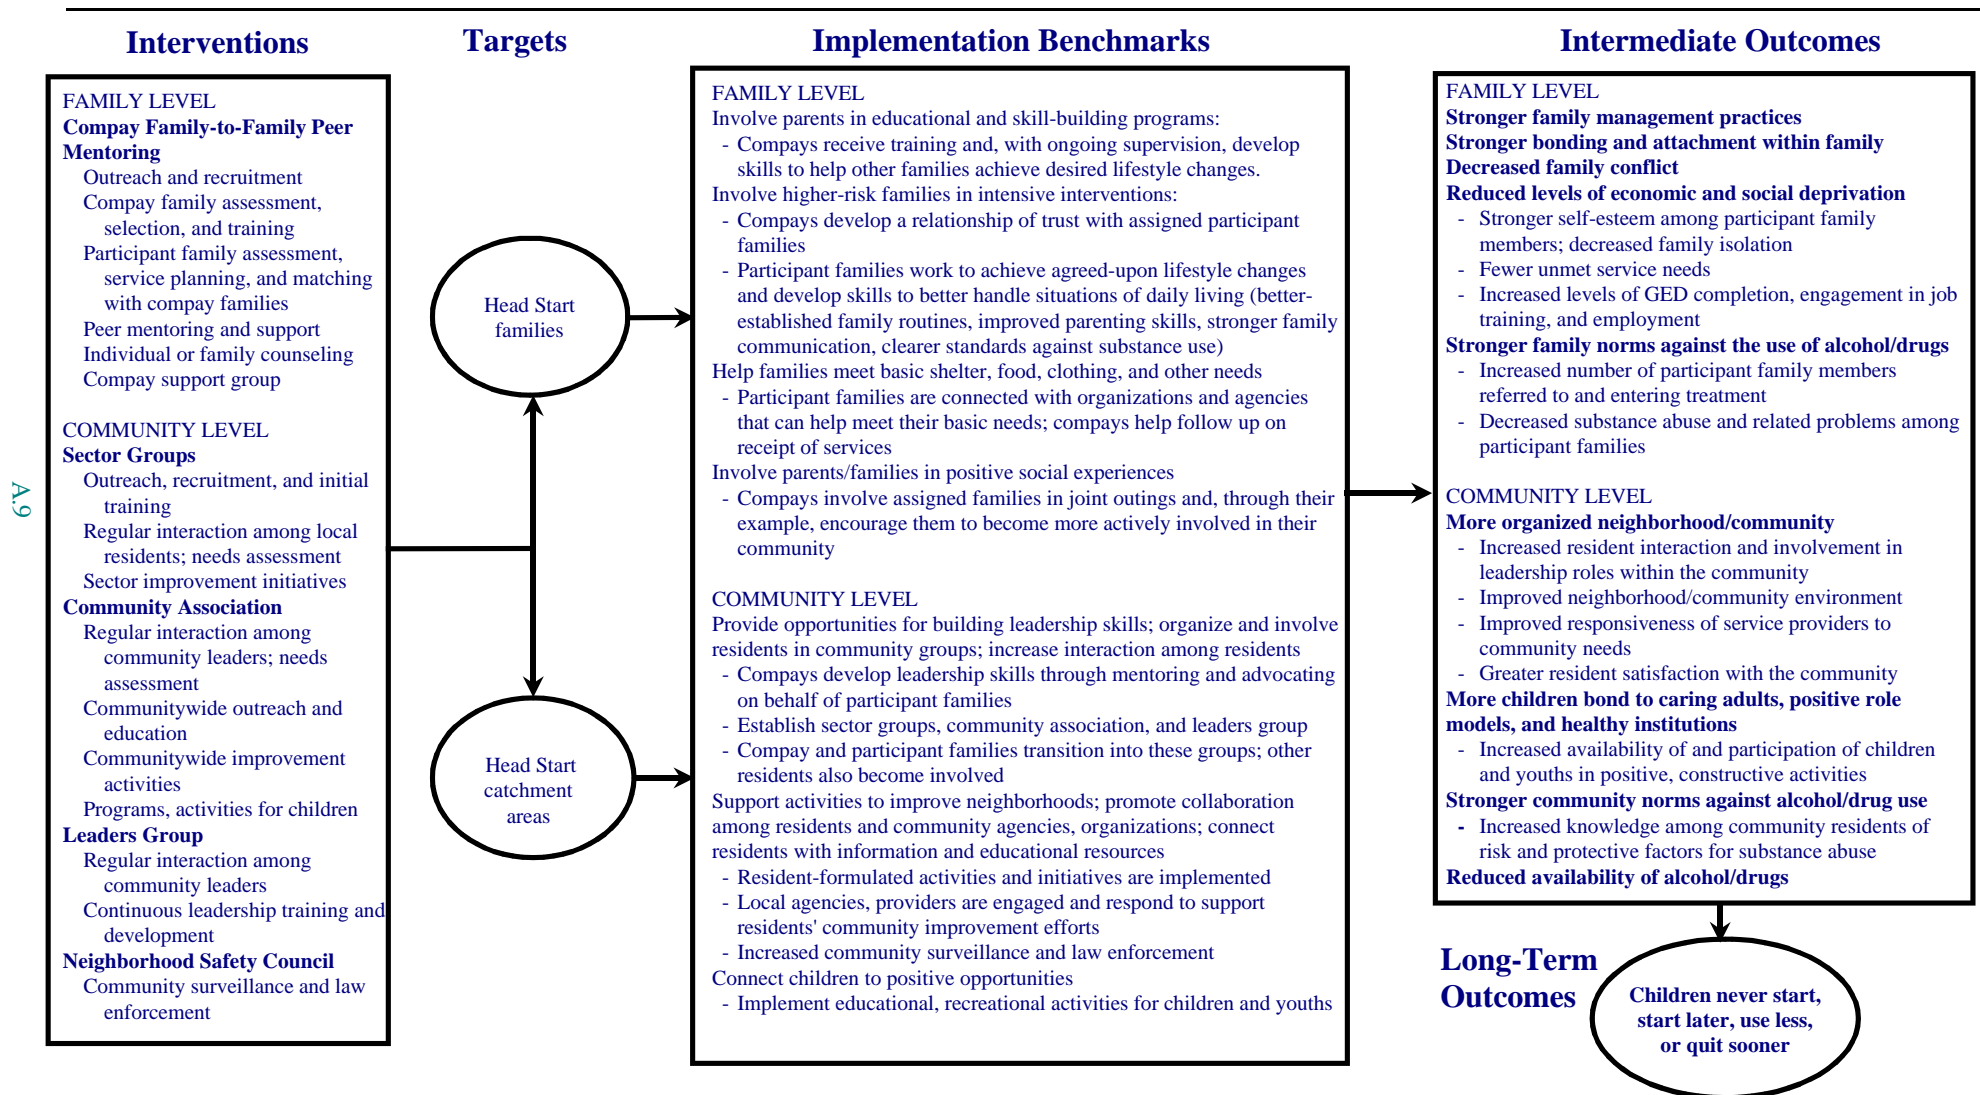 Interventions
FAMILY LEVEL
Compay Family-to-Family Peer
Mentoring
Outreach and recruitment
Compay family assessment,
selection, and training
Participant family assessment,
service planning, and matching
with compay families
Peer mentoring and support
Individual or family counseling
Compay support group
COMMUNITY LEVEL
Sector Groups
Outreach, recruitment, and initial
training
Regular interaction among local
residents; needs assessment
Sector improvement initiatives
Community Association
Regular interaction among
community leaders; needs
assessment
Communitywide outreach and
education
Communitywide improvement
activities
Programs, activities for children
Leaders Group
Regular interaction among
community leaders
Continuous leadership training and
development
Neighborhood Safety Council
Community surveillance and law
enforcement
Targets
Head Start
families
Head Start
catchment
areas
Implementation Benchmarks
FAMILY LEVEL
Involve parents in educational and skill-building programs:
- Compays receive training and, with ongoing supervision, develop
skills to help other families achieve desired lifestyle changes.
Involve higher-risk families in intensive interventions:
- Compays develop a relationship of trust with assigned participant
families
- Participant families work to achieve agreed-upon lifestyle changes
and develop skills to better handle situations of daily living (better-
established family routines, improved parenting skills, stronger family
communication, clearer standards against substance use)
Help families meet basic shelter, food, clothing, and other needs
- Participant families are connected with organizations and agencies
that can help meet their basic needs; compays help follow up on
receipt of services
Involve parents/families in positive social experiences
- Compays involve assigned families in joint outings and, through their
example, encourage them to become more actively involved in their
community
COMMUNITY LEVEL
Provide opportunities for building leadership skills; organize and involve
residents in community groups; increase interaction among residents
- Compays develop leadership skills through mentoring and advocating
on behalf of participant families
- Establish sector groups, community association, and leaders group
- Compay and participant families transition into these groups; other
residents also become involved
Support activities to improve neighborhoods; promote collaboration
among residents and community agencies, organizations; connect
residents with information and educational resources
- Resident-formulated activities and initiatives are implemented
- Local agencies, providers are engaged and respond to support
residents' community improvement efforts
- Increased community surveillance and law enforcement
Connect children to positive opportunities
- Implement educational, recreational activities for children and youths
Intermediate Outcomes
FAMILY LEVEL
Stronger family management practices
Stronger bonding and attachment within family
Decreased family conflict
Reduced levels of economic and social deprivation
- Stronger self-esteem among participant family
members; decreased family isolation
- Fewer unmet service needs
- Increased levels of GED completion, engagement in job
training, and employment
Stronger family norms against the use of alcohol/drugs
- Increased number of participant family members
referred to and entering treatment
- Decreased substance abuse and related problems among
participant families
COMMUNITY LEVEL
More organized neighborhood/community
- Increased resident interaction and involvement in
leadership roles within the community
- Improved neighborhood/community environment
- Improved responsiveness of service providers to
community needs
- Greater resident satisfaction with the community
More children bond to caring adults, positive role
models, and healthy institutions
- Increased availability of and participation of children
and youths in positive, constructive activities
Stronger community norms against alcohol/drug use
- Increased knowledge among community residents of
risk and protective factors for substance abuse
Reduced availability of alcohol/drugs
Long-Term
Outcomes
Children never start,
start later, use less,
or quit sooner
A.9